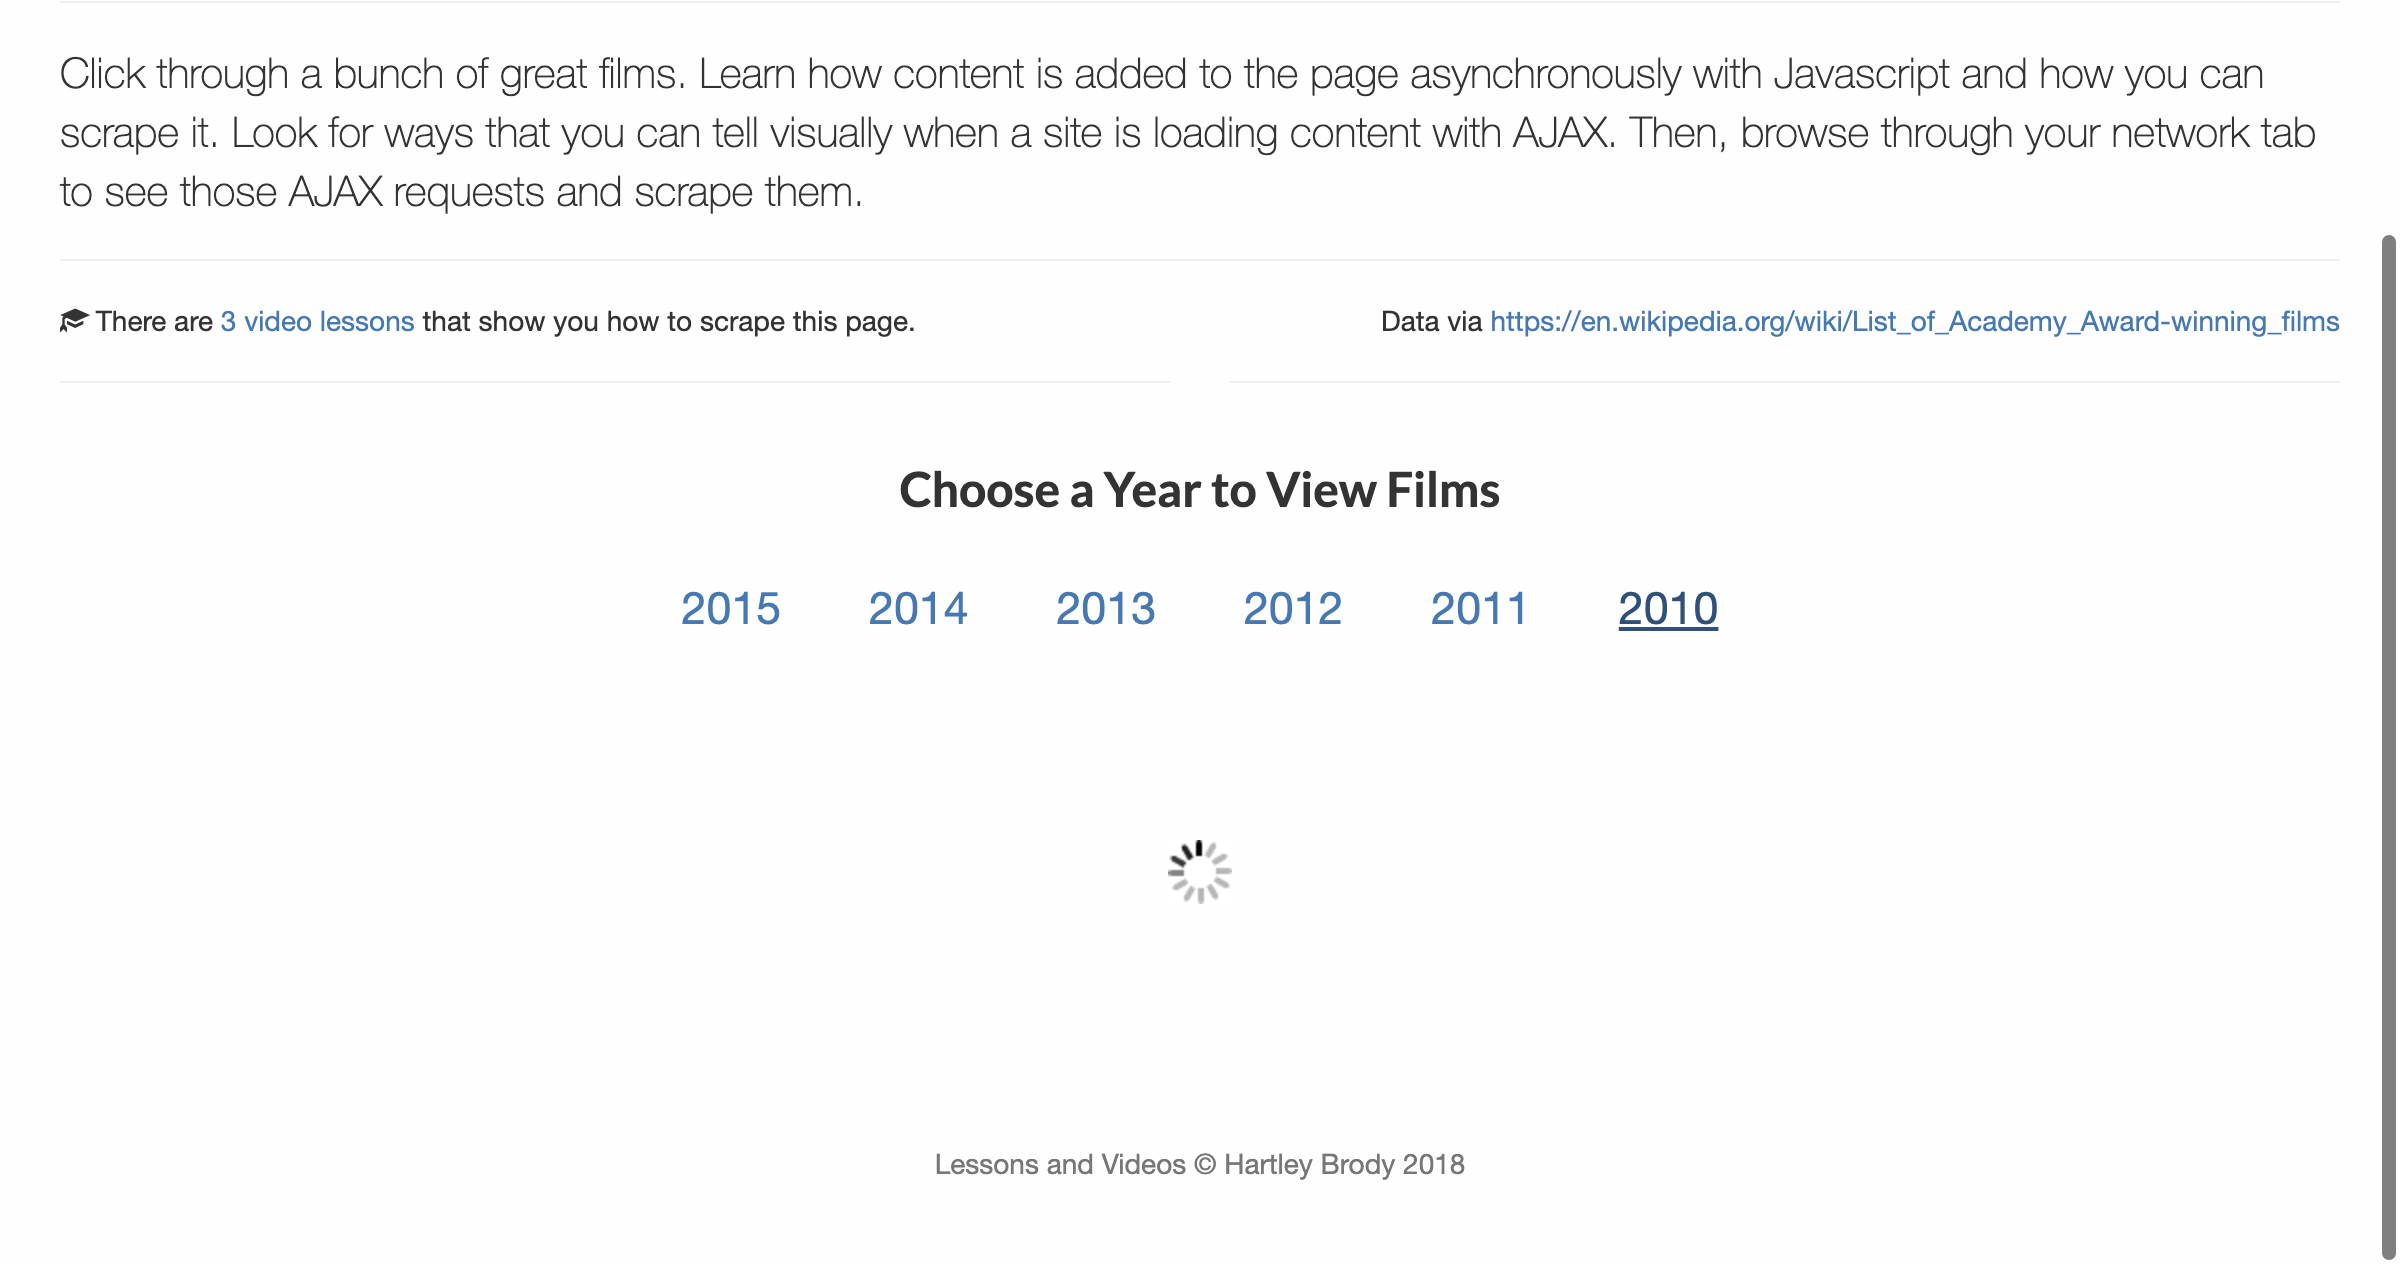 Click through a bunch of great films. Learn how content is added to the page asynchronously with Javascript and how you can
scrape it. Look for ways that you can tell visually when a site is loading content with AJAX. Then, browse through your network tab
to see those AJAX requests and scrape them.
There are 3 video lessons that show you how to scrape this page.
Data via https://en.wikipedia.org/wiki/List_of_Academy_Award-winning_films
Choose a Year to View Films
2015 2014 2013 2012 2011 2010
Lessons and Videos © Hartley Brody 2018